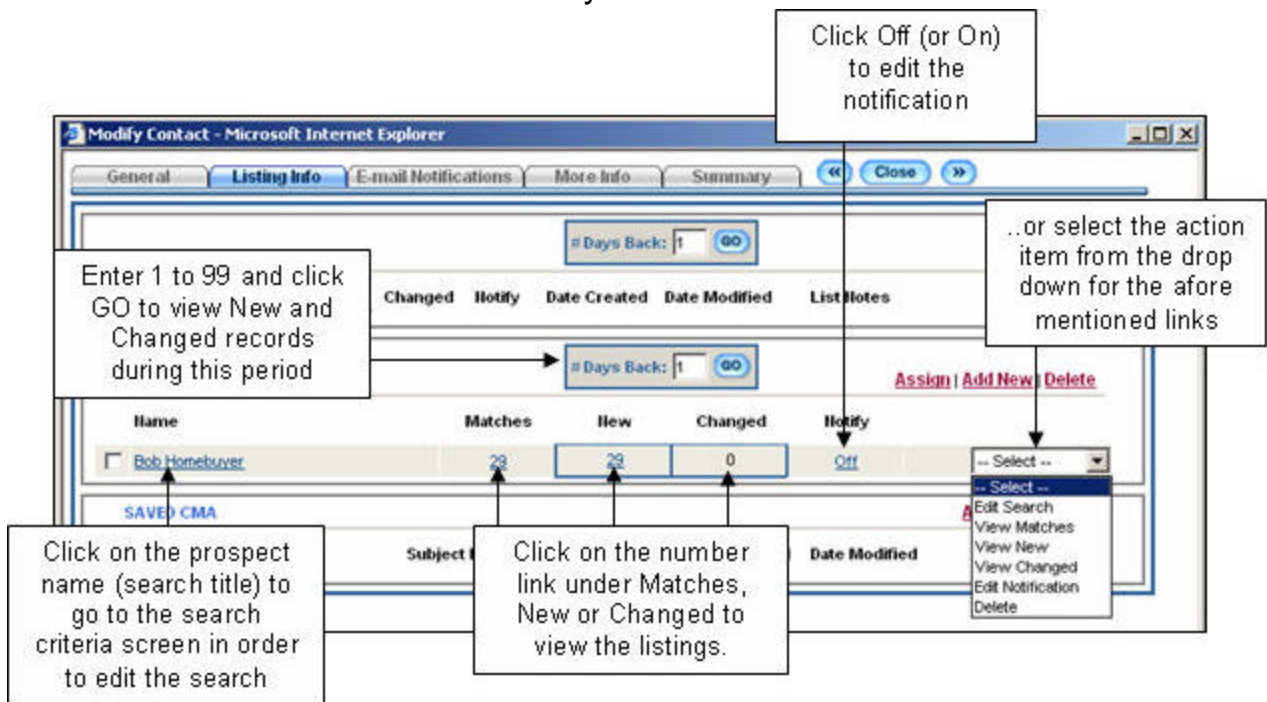 Click Off (or On)
to edit the
notification
Modify Contact - Microsoft Internet Explorer
General Listing Info E-mail Notifications More Info Summary << Close >>
# Days Back: 1 GO
..or select the action
item from the drop
down for the afore
mentioned links
Enter 1 to 99 and click
GO to view New and
Changed records
during this period
Changed Notify Date Created Date Modified List Notes
# Days Back: 1 GO
Assign | Add New | Delete
Name Matches New Changed Notify
Bob Homebuyer 29 29 0 Off -- Select --
-- Select --
Edit Search
View Matches
View New
View Changed
Edit Notification
Delete
SAVED CMA
Subject Date Modified
Click on the prospect
name (search title) to
go to the search
criteria screen in order
to edit the search
Click on the number
link under Matches,
New or Changed to
view the listings.